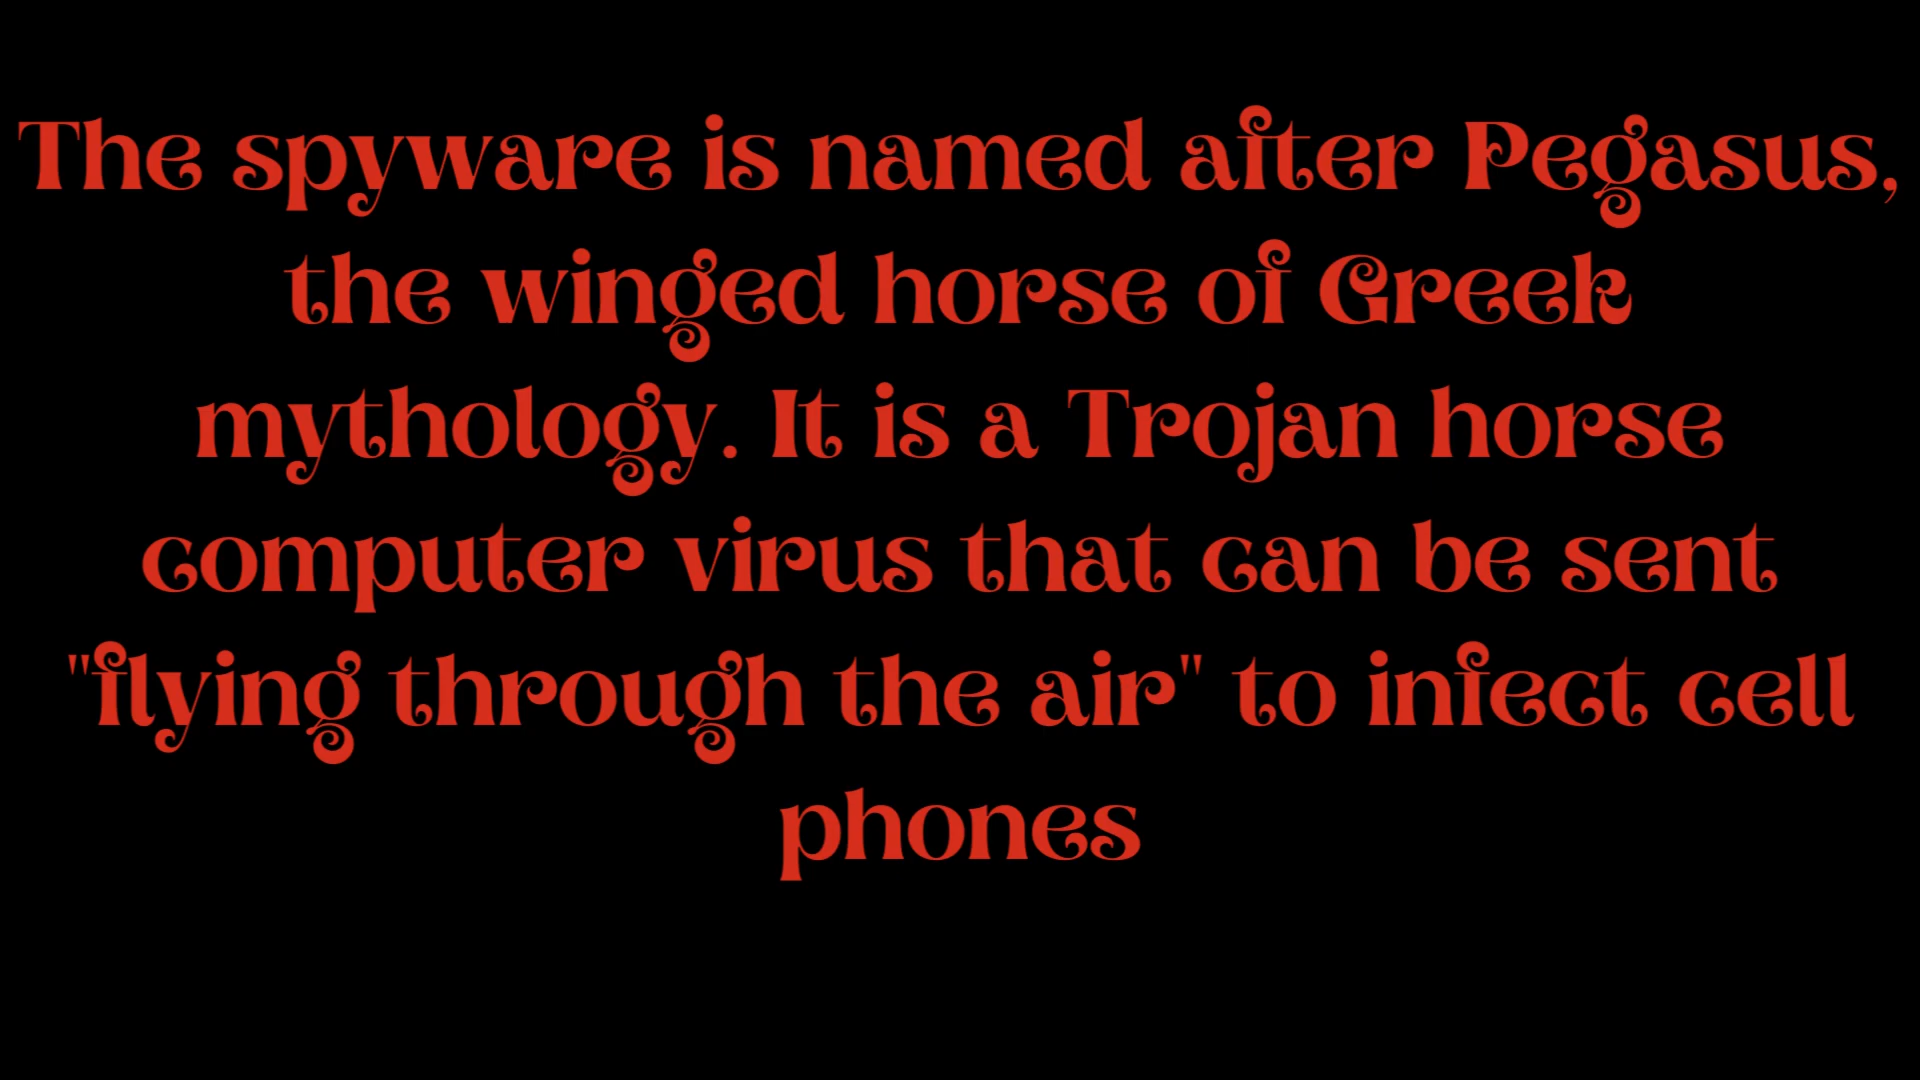 The spyware is named after Pegasus,
the winged horse of Greek
mythology. It is a Trojan horse
computer virus that can be sent
"flying through the air" to infect cell
phones